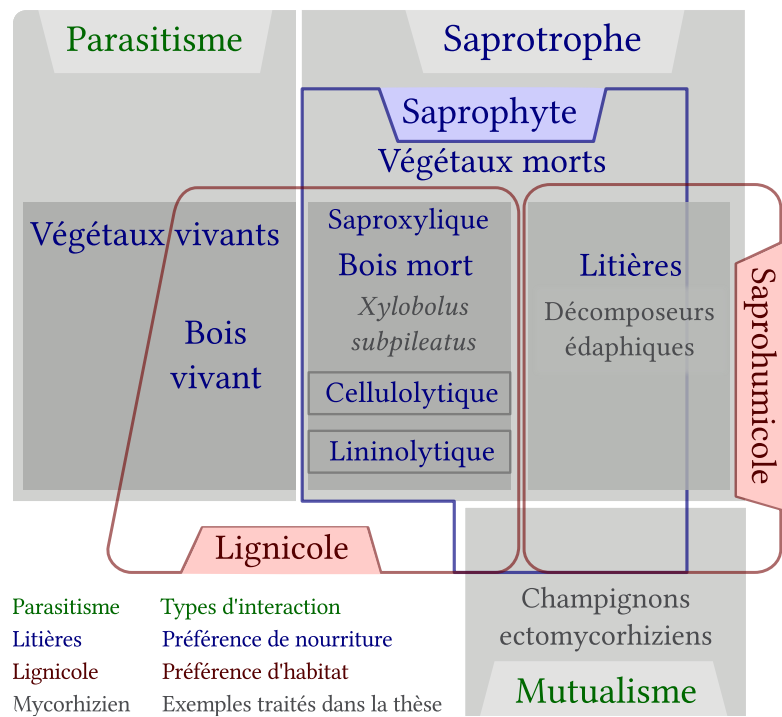 Parasitisme
Saprotrophe
Saprophyte
Végétaux morts
Végétaux vivants
Bois
vivant
Saproxylique
Bois mort
Xylobolus
subpileatus
Cellulolytique
Lininolytique
Litières
Décomposeurs
édaphiques
Saprohumicole
Lignicole
Champignons
ectomycorhiziens
Mutualisme
Parasitisme Types d'interaction
Litières Préférence de nourriture
Lignicole Préférence d'habitat
Mycorhizien Exemples traités dans la thèse